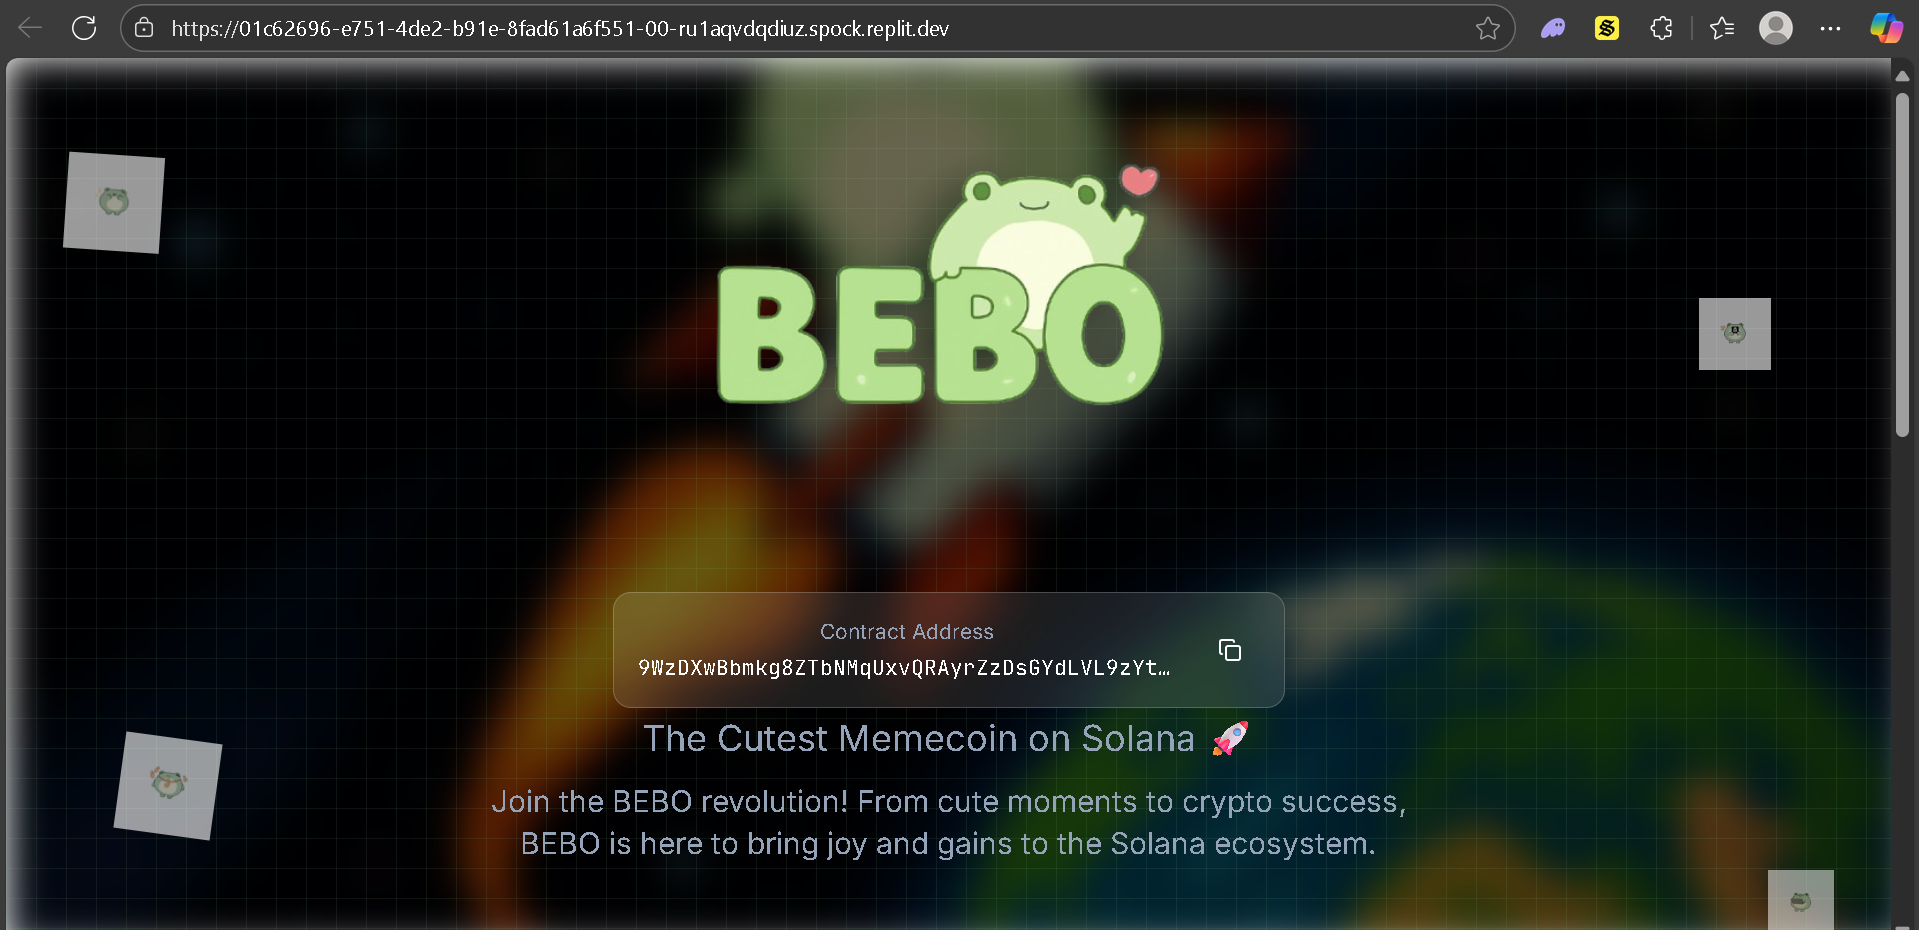 https://01c62696-e751-4de2-b91e-8fad61a6f551-00-ru1aqvdqdiuz.spock.replit.dev
BEBO
Contract Address
9WzDXwBbmkg8ZTbNMqUxvQRAyrZzDsGYdLVL9zYt…
The Cutest Memecoin on Solana 🚀
Join the BEBO revolution! From cute moments to crypto success,
BEBO is here to bring joy and gains to the Solana ecosystem.